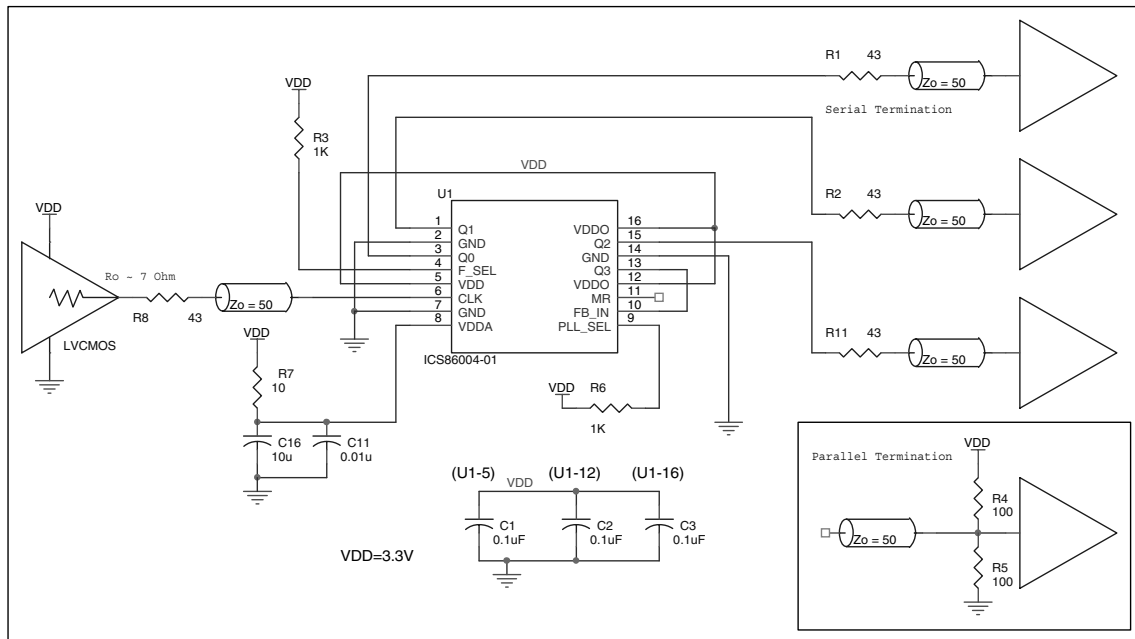 R1 43
Zo = 50
Serial Termination
VDD
R3
1K
VDD
U1
R2 43
Zo = 50
VDD
Ro ~ 7 Ohm
R8 43
Zo = 50
LVCMOS
1 Q1
2 GND
3 Q0
4 F_SEL
5 VDD
6 CLK
7 GND
8 VDDA
VDDO 16
Q2 15
GND 14
Q3 13
VDDO 12
MR 11
FB_IN 10
PLL_SEL 9
ICS86004-01
R11 43
Zo = 50
VDD
R7
10
C16
10u
C11
0.01u
VDD
R6
1K
(U1-5) (U1-12) (U1-16)
VDD
C1
0.1uF
C2
0.1uF
C3
0.1uF
VDD=3.3V
Parallel Termination
VDD
R4
100
Zo = 50
R5
100